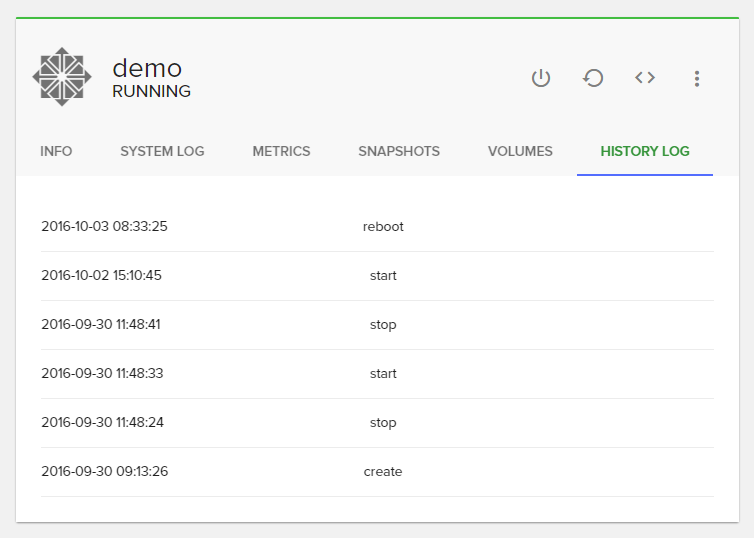 demo
RUNNING
INFO SYSTEM LOG METRICS SNAPSHOTS VOLUMES HISTORY LOG
2016-10-03 08:33:25 reboot
2016-10-02 15:10:45 start
2016-09-30 11:48:41 stop
2016-09-30 11:48:33 start
2016-09-30 11:48:24 stop
2016-09-30 09:13:26 create